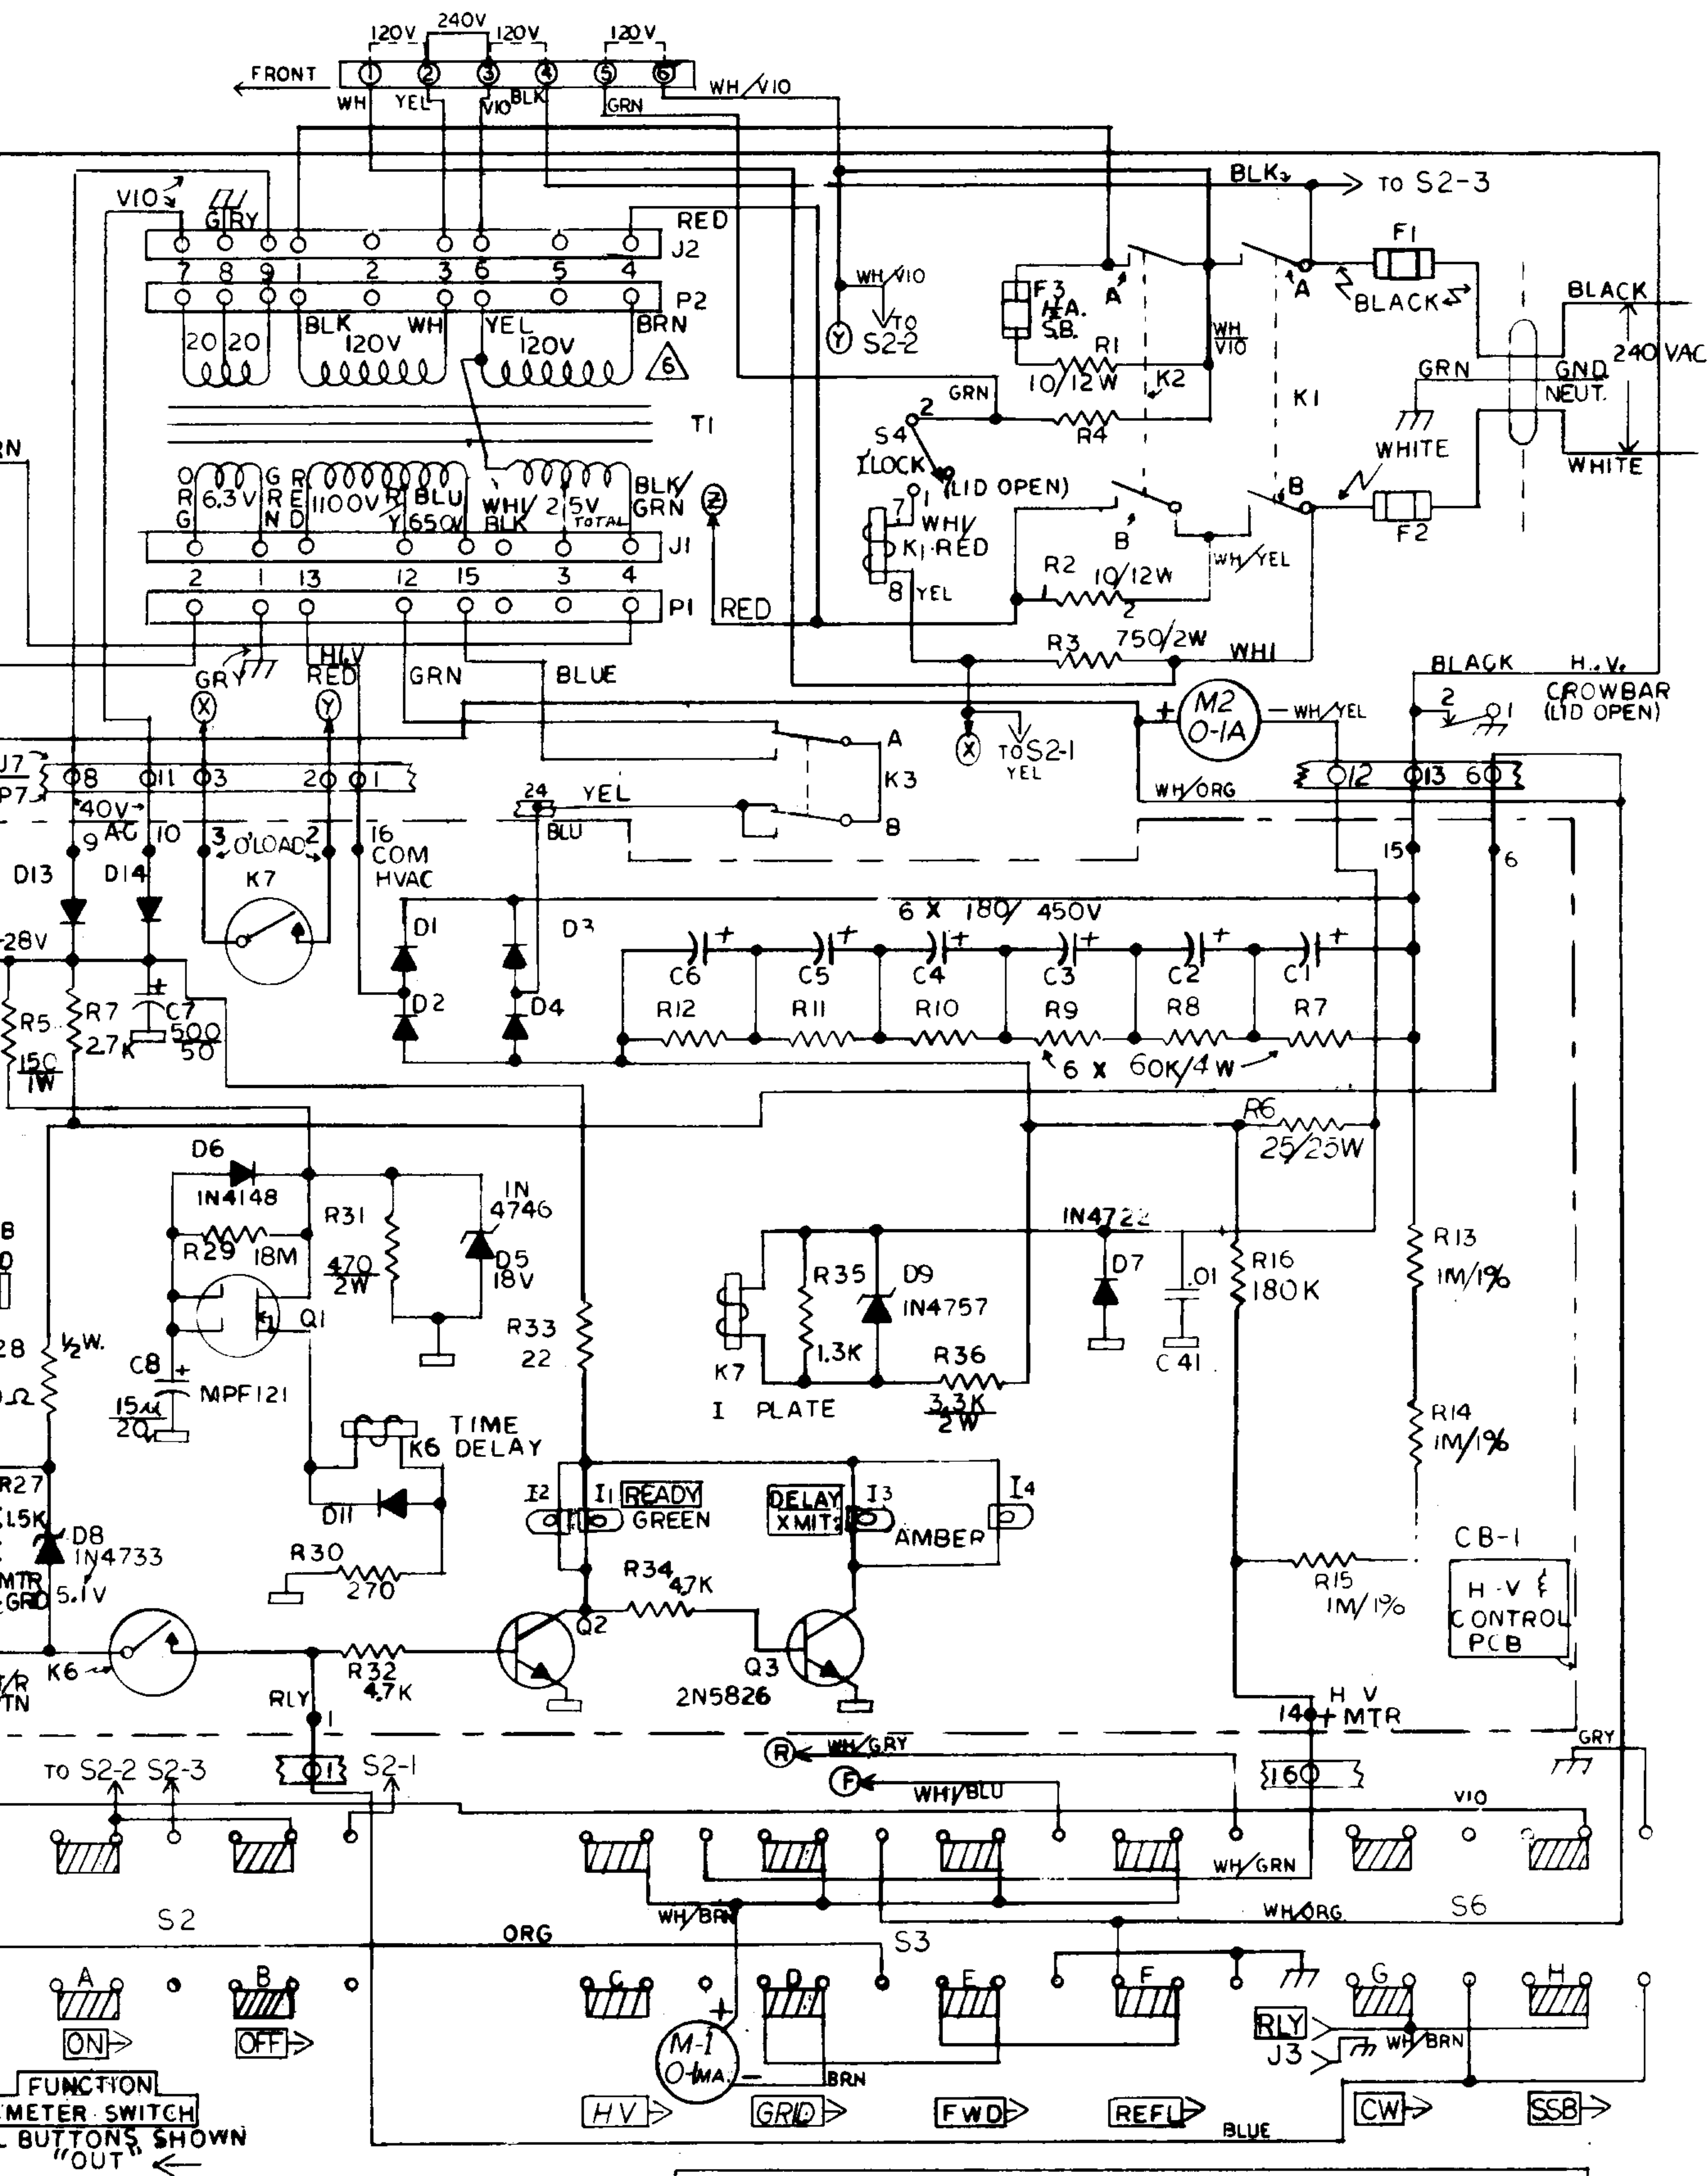 240V
120V 120V 120V
1 2 3 4 5 6
FRONT
WH YEL VIO BLK GRN WH/VIO
BLK TO S2-3
VIO
GRY
RED
J2
7 8 9 1 2 3 6 5 4
P2
BLK WH YEL BRN
20 20 120V 120V
6
T1
WH/VIO
TO S2-2
Y
F3
S.B.
A
R1
10/12W
K2
WH VIO
A
K1
F1
BLACK
BLACK
240 VAC
GRN GND
NEUT.
WHITE
WHITE
GRN
2
S4
R4
I'LOCK
(LID OPEN)
1
7
WH/RED
K1
8 YEL
B
B
F2
WH/YEL
R2 10/12W
R3 750/2W WHI
ORG 6.3V GRN RED 1100V R/Y BLU 650V WHI/BLK 25V TOTAL BLK/GRN
Z
J1
2 1 13 12 15 3 4
P1 RED
GRY
RED
GRN
BLUE
X Y
X
TO S2-1
YEL
M2
0-1A
+ − WH/YEL
BLACK H.V.
CROWBAR
(LID OPEN)
2 1
J7
P7
8 11 3 2 1
12 13 6
A
K3
B
24 YEL
BLU
WH/ORG
40V
AC
9 10 3 O'LOAD 2 16
COM
HVAC
15 6
D13 D14 K7
28V
D1 D3
D2 D4
6 X 180/450V
C6 C5 C4 C3 C2 C1
R12 R11 R10 R9 R8 R7
6 X 60K/4W
R5
150
1W
R7
2.7K
C7
500
50
R6
25/25W
D6
1N4148
R29 18M
R31
470
2W
1N
4746
D5
18V
Q1
C8
15µ
20
MPF121
R33
22
1N4722
D7
.01
C41
R35
1.3K
D9
1N4757
K7
I PLATE
R36
3.3K
2W
R16
180K
R13
1M/1%
R14
1M/1%
R15
1M/1%
½W.
R27
1.5K
D8
1N4733
5.1V
K6 TIME DELAY
D11
R30
270
I2 I1 READY
GREEN
DELAY
XMIT
I3 I4
AMBER
R34
4.7K
Q2
Q3
2N5826
K6
R32
4.7K
RLY
1
CB-1
H-V &
CONTROL
PCB
14 H V
+ MTR
TO S2-2 S2-3 S2-1
1
R WH/GRY
F WHI/BLU
16
GRY
VIO
WH/GRN
WH/BRN
WH/ORG
S2 S3 S6
ORG
A B C D E F G H
ON OFF
M-1
0-1MA.
+ −
BRN
RLY
J3
WH/BRN
FUNCTION
METER SWITCH
BUTTONS SHOWN
"OUT"
HV GRID FWD REFL CW SSB
BLUE